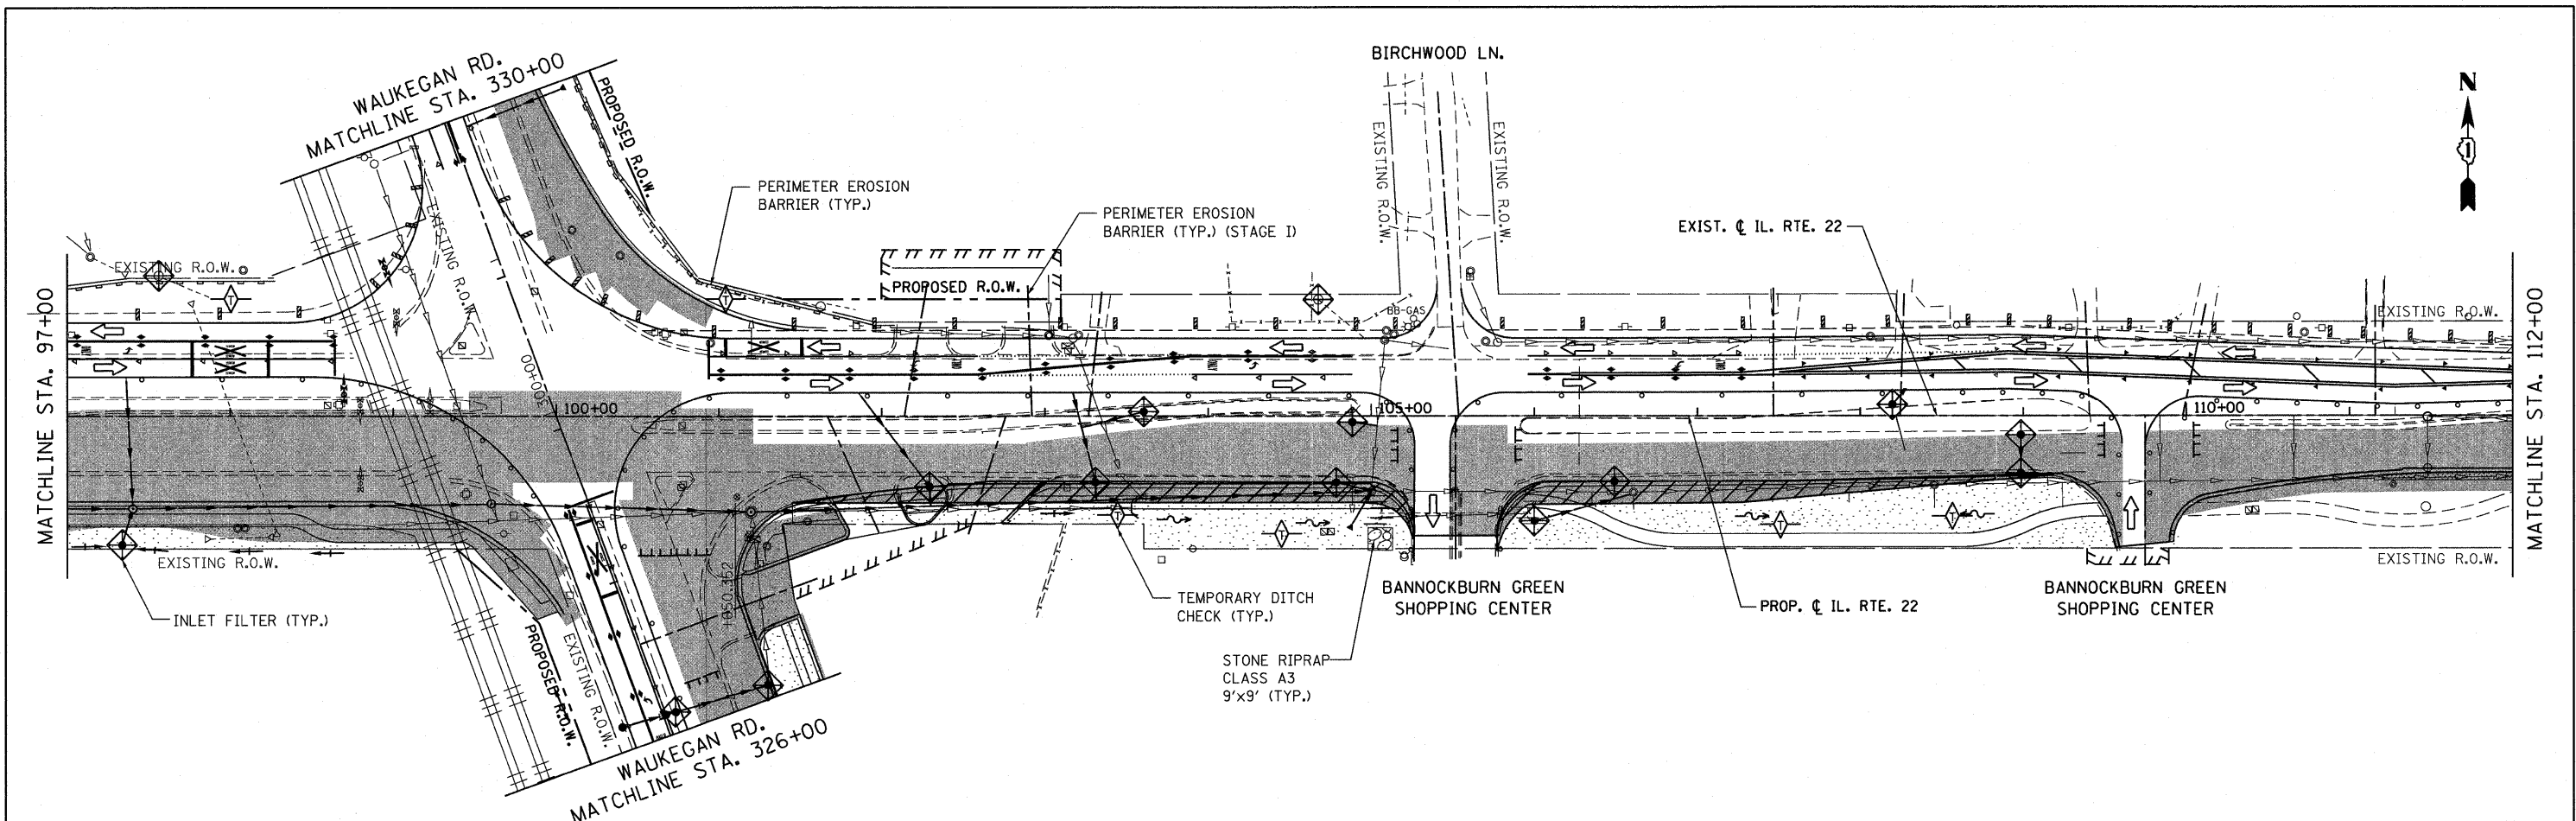 BIRCHWOOD LN.
WAUKEGAN RD.
MATCHLINE STA. 330+00
PROPOSED R.O.W.
N
PERIMETER EROSION
BARRIER (TYP.)
PERIMETER EROSION
BARRIER (TYP.) (STAGE I)
EXISTING R.O.W.
EXISTING R.O.W.
EXIST. ℄ IL. RTE. 22
EXISTING R.O.W.
EXISTING R.O.W.
PROPOSED R.O.W.
BB-GAS
EXISTING R.O.W.
MATCHLINE STA. 97+00
MATCHLINE STA. 112+00
100+00
105+00
110+00
EXISTING R.O.W.
EXISTING R.O.W.
INLET FILTER (TYP.)
PROPOSED R.O.W.
EXISTING R.O.W.
TEMPORARY DITCH
CHECK (TYP.)
BANNOCKBURN GREEN
SHOPPING CENTER
PROP. ℄ IL. RTE. 22
BANNOCKBURN GREEN
SHOPPING CENTER
STONE RIPRAP
CLASS A3
9'x9' (TYP.)
WAUKEGAN RD.
MATCHLINE STA. 326+00